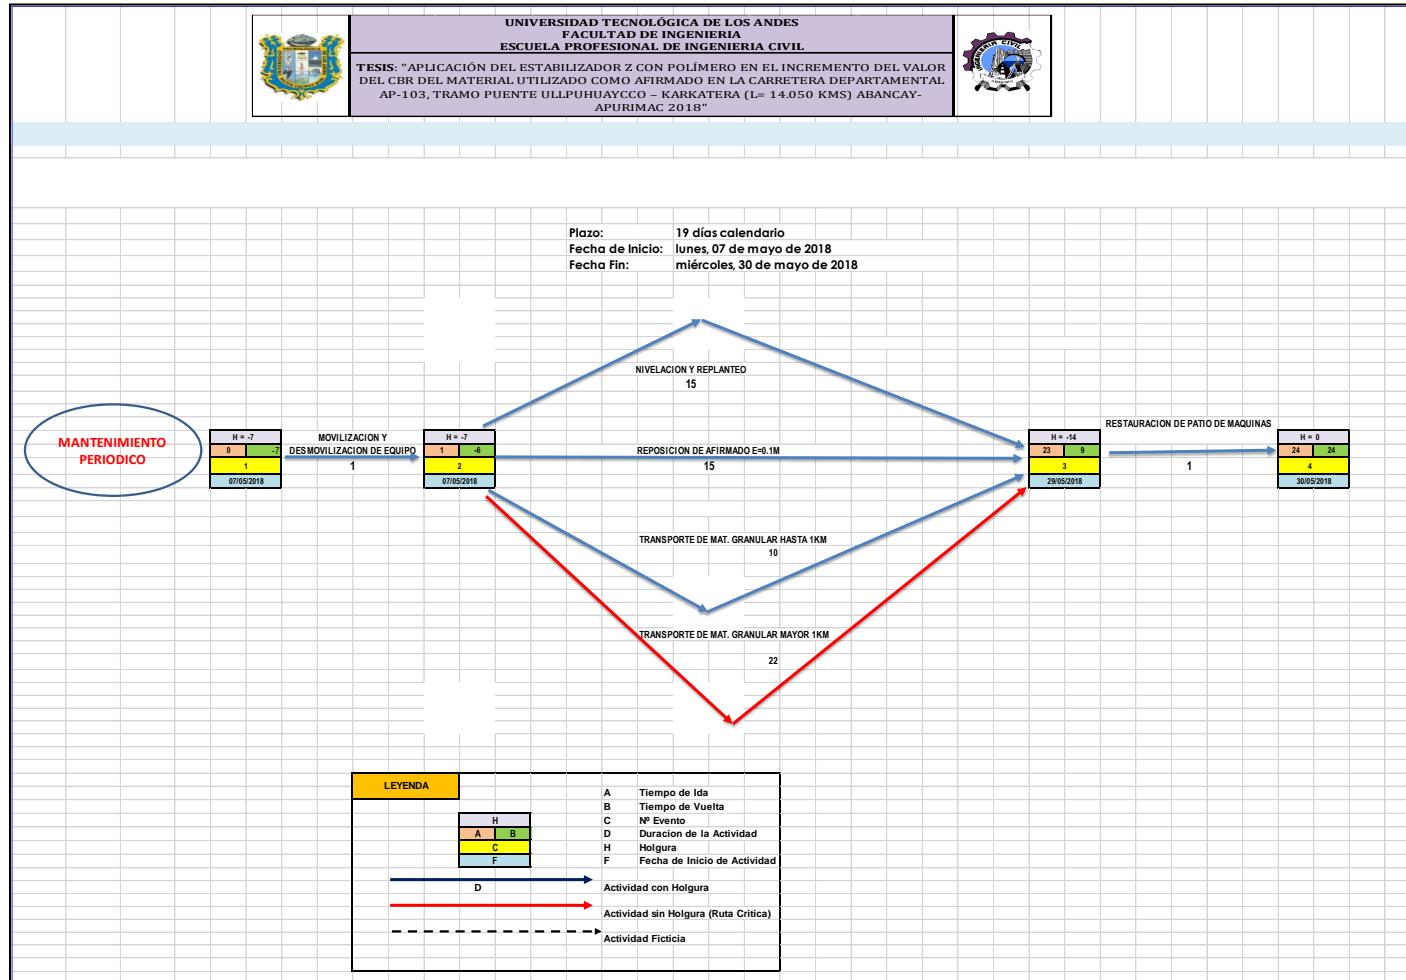 UNIVERSIDAD TECNOLÓGICA DE LOS ANDES
FACULTAD DE INGENIERIA
ESCUELA PROFESIONAL DE INGENIERIA CIVIL
TESIS: "APLICACIÓN DEL ESTABILIZADOR Z CON POLÍMERO EN EL INCREMENTO DEL VALOR
DEL CBR DEL MATERIAL UTILIZADO COMO AFIRMADO EN LA CARRETERA DEPARTAMENTAL
AP-103, TRAMO PUENTE ULLPUHUAYCCO – KARKATERA (L= 14.050 KMS) ABANCAY-
APURIMAC 2018"
INGENIERIA CIVIL
Plazo: 19 días calendario
Fecha de Inicio: lunes, 07 de mayo de 2018
Fecha Fin: miércoles, 30 de mayo de 2018
NIVELACION Y REPLANTEO
15
MANTENIMIENTO
PERIODICO
H = -7
0 -7
1
07/05/2018
MOVILIZACION Y
DESMOVILIZACION DE EQUIPO
1
H = -7
1 -6
2
07/05/2018
REPOSICION DE AFIRMADO E=0.1M
15
H = -14
23 9
3
29/05/2018
RESTAURACION DE PATIO DE MAQUINAS
1
H = 0
24 24
4
30/05/2018
TRANSPORTE DE MAT. GRANULAR HASTA 1KM
10
TRANSPORTE DE MAT. GRANULAR MAYOR 1KM
22
LEYENDA
H
A B
C
F
A Tiempo de Ida
B Tiempo de Vuelta
C Nº Evento
D Duracion de la Actividad
H Holgura
F Fecha de Inicio de Actividad
D
Actividad con Holgura
Actividad sin Holgura (Ruta Critica)
Actividad Ficticia